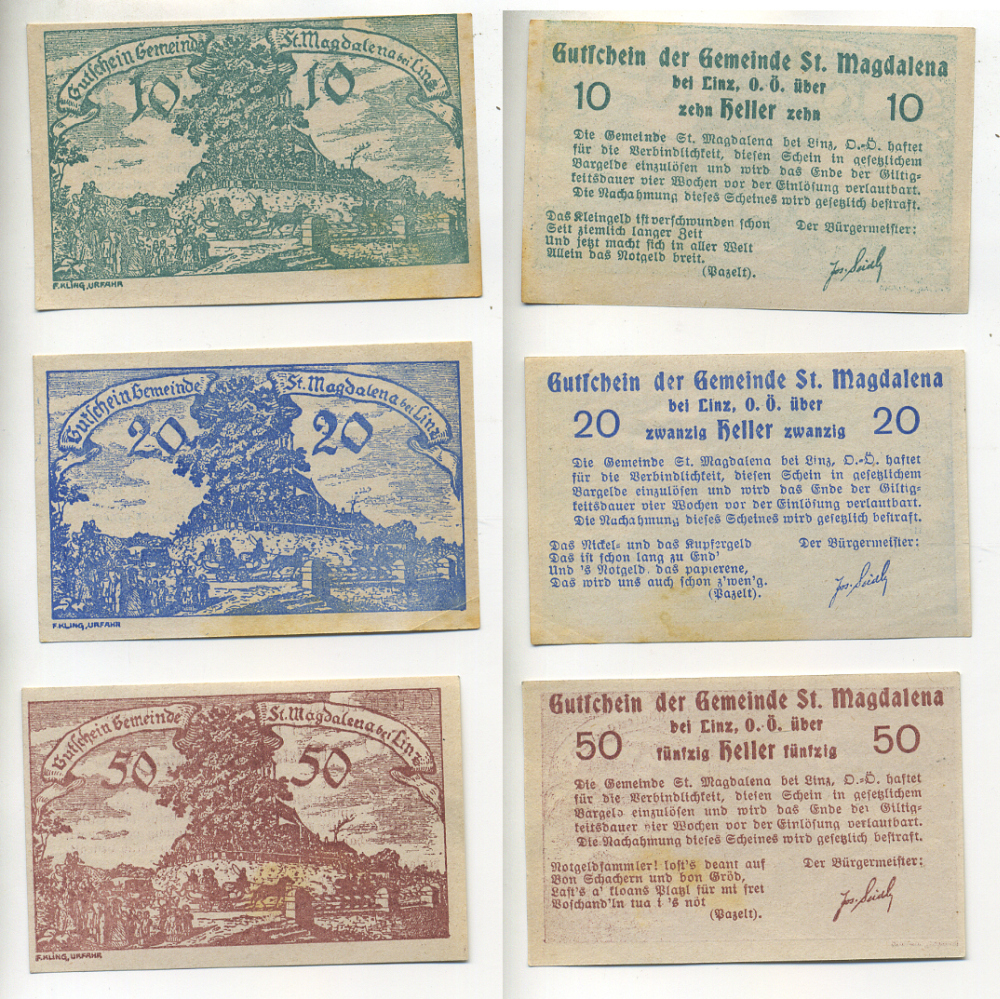 Gutschein Gemeinde St. Magdalena bei Linz
10 10
F. KLING, URFAHR
Gutschein der Gemeinde St. Magdalena
bei Linz, O. Ö. über
10 zehn Heller zehn 10
Die Gemeinde St. Magdalena bei Linz, O.-Ö. haftet
für die Verbindlichkeit, diesen Schein in gesetzlichem
Bargelde einzulösen und wird das Ende der Giltig-
keitsdauer vier Wochen vor der Einlösung verlautbart.
Die Nachahmung dieses Scheines wird gesetzlich bestraft.
Das Kleingeld ist verschwunden schon
Seit ziemlich langer Zeit
Und jetzt macht sich in aller Welt
Allein das Notgeld breit.
(Pazelt).
Der Bürgermeister:
Jos. Seidl
Gutschein Gemeinde St. Magdalena bei Linz
20 20
F. KLING, URFAHR
Gutschein der Gemeinde St. Magdalena
bei Linz, O. Ö. über
20 zwanzig Heller zwanzig 20
Die Gemeinde St. Magdalena bei Linz, O.-Ö. haftet
für die Verbindlichkeit, diesen Schein in gesetzlichem
Bargelde einzulösen und wird das Ende der Giltig-
keitsdauer vier Wochen vor der Einlösung verlautbart.
Die Nachahmung dieses Scheines wird gesetzlich bestraft.
Das Nickel- und das Kupfergeld
Das ist schon lang zu End'
Und 's Notgeld, das papierene,
Das wird uns auch schon z'wen'g.
(Pazelt).
Der Bürgermeister:
Jos. Seidl
Gutschein Gemeinde St. Magdalena bei Linz
50 50
F. KLING, URFAHR
Gutschein der Gemeinde St. Magdalena
bei Linz, O. Ö. über
50 fünfzig Heller fünfzig 50
Die Gemeinde St. Magdalena bei Linz, O.-Ö. haftet
für die Verbindlichkeit, diesen Schein in gesetzlichem
Bargeld einzulösen und wird das Ende der Giltig-
keitsdauer vier Wochen vor der Einlösung verlautbart.
Die Nachahmung dieses Scheines wird gesetzlich bestraft.
Notgeldsammler! lost's deant auf
Von Schachern und von Gröd,
Laßt's a' kloans Platzl für mi frei
Voschand'ln tua i 's nöt
(Pazelt).
Der Bürgermeister:
Jos. Seidl